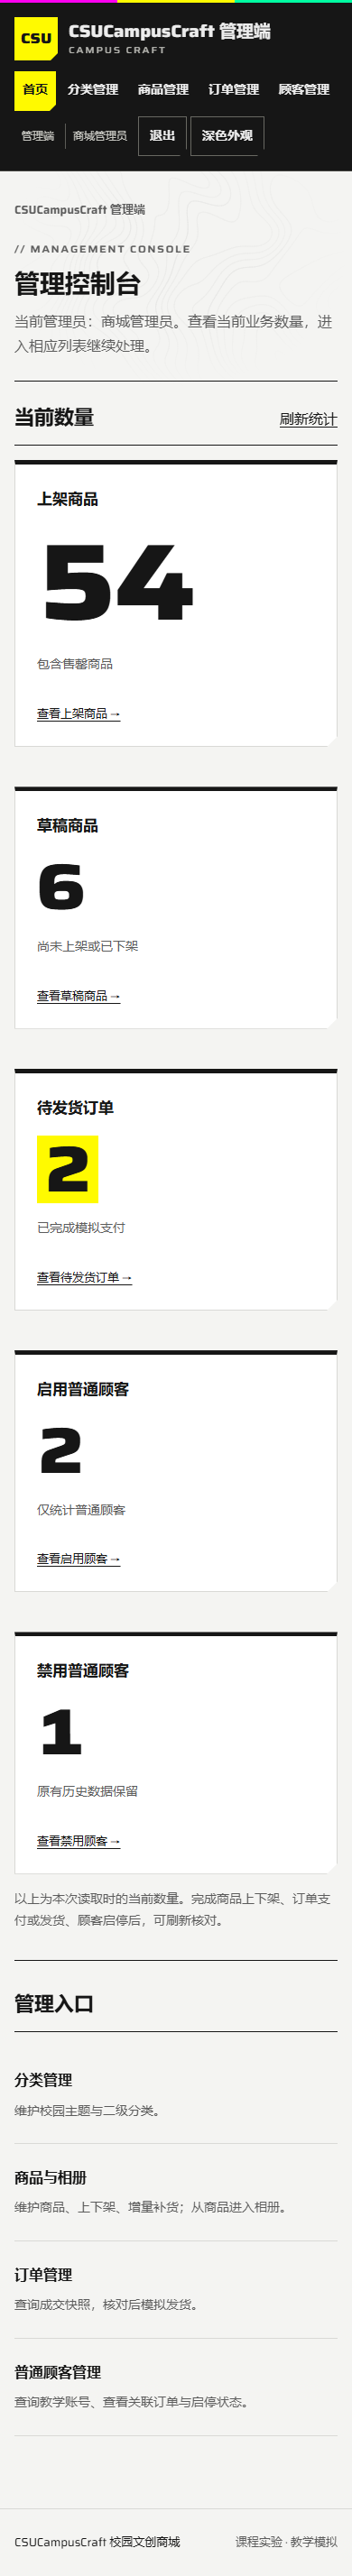 CSU
CSUCampusCraft 管理端
CAMPUS CRAFT
首页 分类管理 商品管理 订单管理 顾客管理
管理端 商城管理员 退出 深色外观
CSUCampusCraft 管理端
// MANAGEMENT CONSOLE
管理控制台
当前管理员：商城管理员。查看当前业务数量，进
入相应列表继续处理。
当前数量 刷新统计
上架商品
54
包含售罄商品
查看上架商品 →
草稿商品
6
尚未上架或已下架
查看草稿商品 →
待发货订单
2
已完成模拟支付
查看待发货订单 →
启用普通顾客
2
仅统计普通顾客
查看启用顾客 →
禁用普通顾客
1
原有历史数据保留
查看禁用顾客 →
以上为本次读取时的当前数量。完成商品上下架、订单支
付或发货、顾客启停后，可刷新核对。
管理入口
分类管理
维护校园主题与二级分类。
商品与相册
维护商品、上下架、增量补货；从商品进入相册。
订单管理
查询成交快照，核对后模拟发货。
普通顾客管理
查询教学账号、查看关联订单与启停状态。
CSUCampusCraft 校园文创商城 课程实验 · 教学模拟